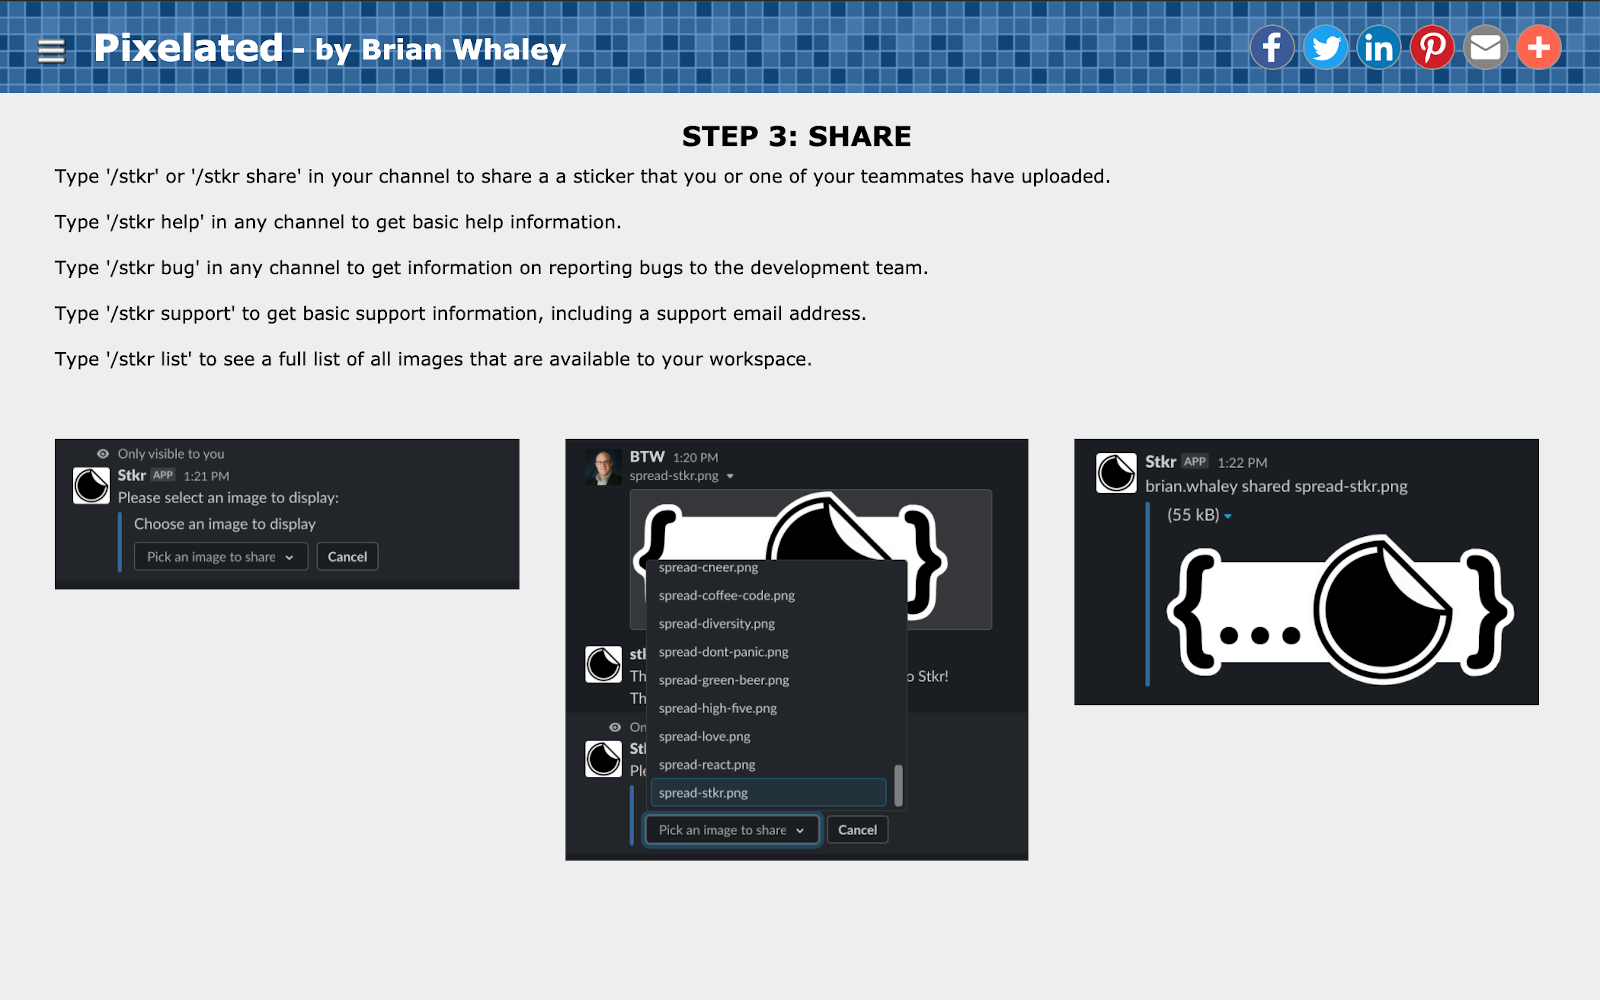 Pixelated - by Brian Whaley
STEP 3: SHARE
Type '/stkr' or '/stkr share' in your channel to share a a sticker that you or one of your teammates have uploaded.
Type '/stkr help' in any channel to get basic help information.
Type '/stkr bug' in any channel to get information on reporting bugs to the development team.
Type '/stkr support' to get basic support information, including a support email address.
Type '/stkr list' to see a full list of all images that are available to your workspace.
Only visible to you
Stkr APP 1:21 PM
Please select an image to display:
Choose an image to display
Pick an image to share
Cancel
BTW 1:20 PM
spread-stkr.png
spread-cheer.png
spread-coffee-code.png
spread-diversity.png
spread-dont-panic.png
spread-green-beer.png
spread-high-five.png
spread-love.png
spread-react.png
spread-stkr.png
o Stkr!
Pick an image to share
Cancel
Stkr APP 1:22 PM
brian.whaley shared spread-stkr.png
(55 kB)
{...}